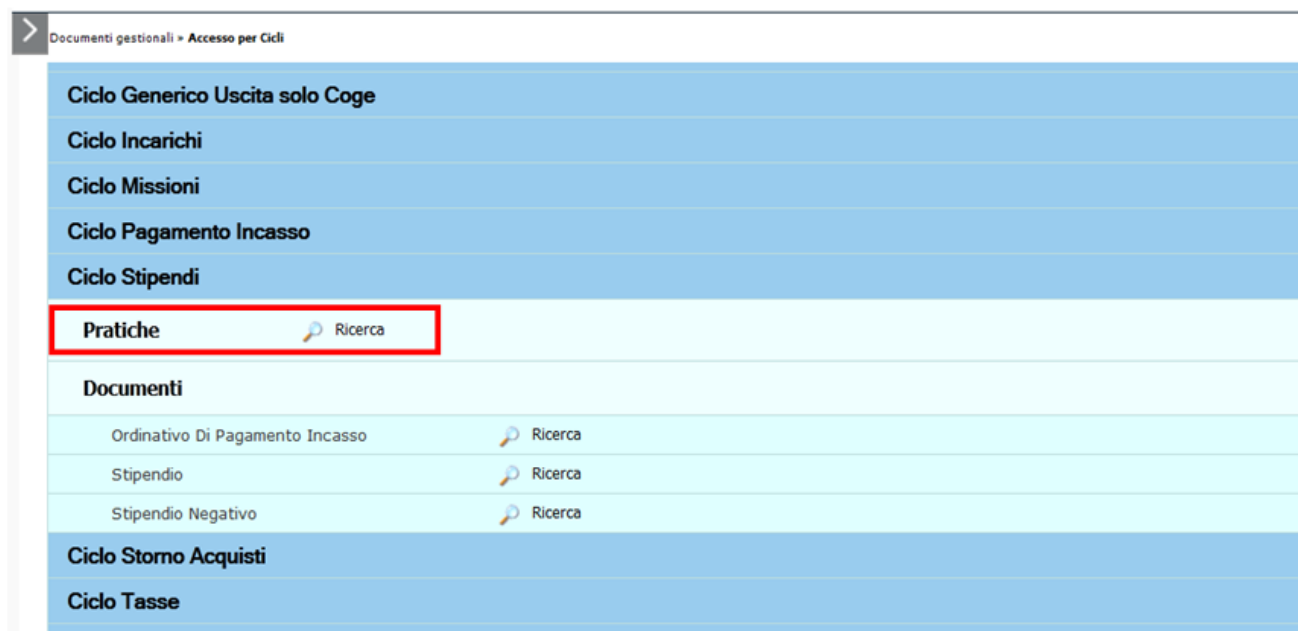 Documenti gestionali » Accesso per Cicli
Ciclo Generico Uscita solo Coge
Ciclo Incarichi
Ciclo Missioni
Ciclo Pagamento Incasso
Ciclo Stipendi
Pratiche Ricerca
Documenti
Ordinativo Di Pagamento Incasso Ricerca
Stipendio Ricerca
Stipendio Negativo Ricerca
Ciclo Storno Acquisti
Ciclo Tasse